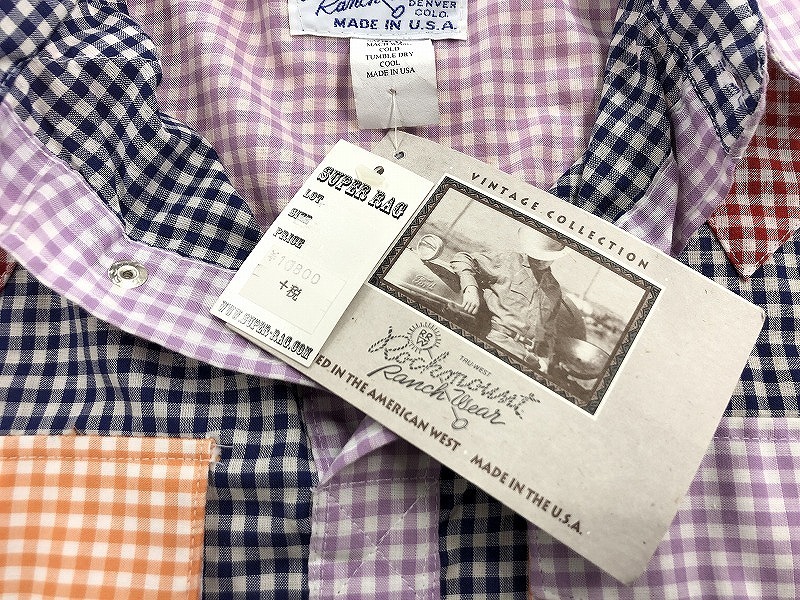 Ranch
DENVER
COLO.
MADE IN U.S.A.
COLD
TUMBLE DRY
COOL
MADE IN USA
SUPER RAG
LOT
SIZE
PRICE
¥10800
+税
WWW.SUPER-RAG.COM
VINTAGE COLLECTION
Ford
TRU-WEST
Rockmount
Ranch Wear
ED IN THE AMERICAN WEST MADE IN THE U.S.A.